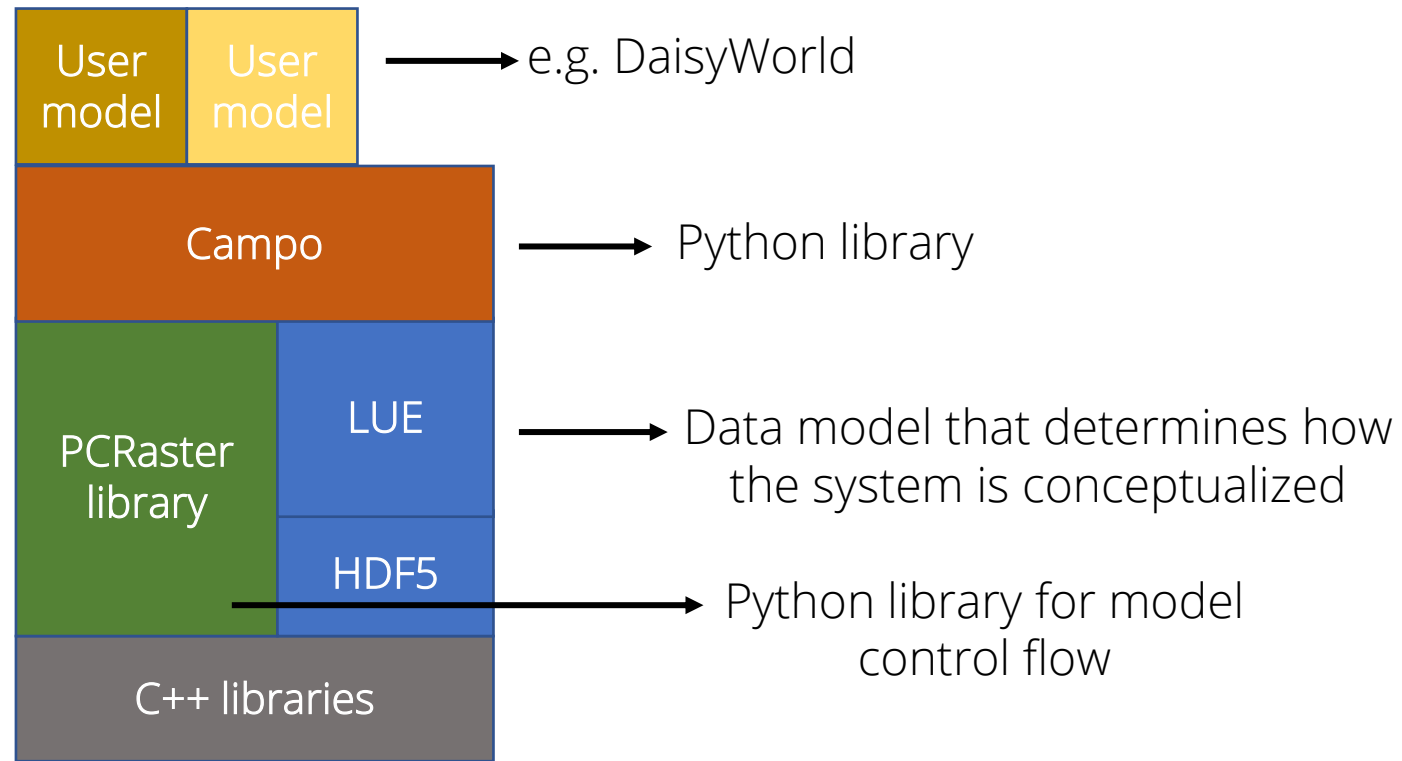 User
model
User
model
e.g. DaisyWorld
Campo
Python library
PCRaster
library
LUE
Data model that determines how
the system is conceptualized
HDF5
Python library for model
control flow
C++ libraries